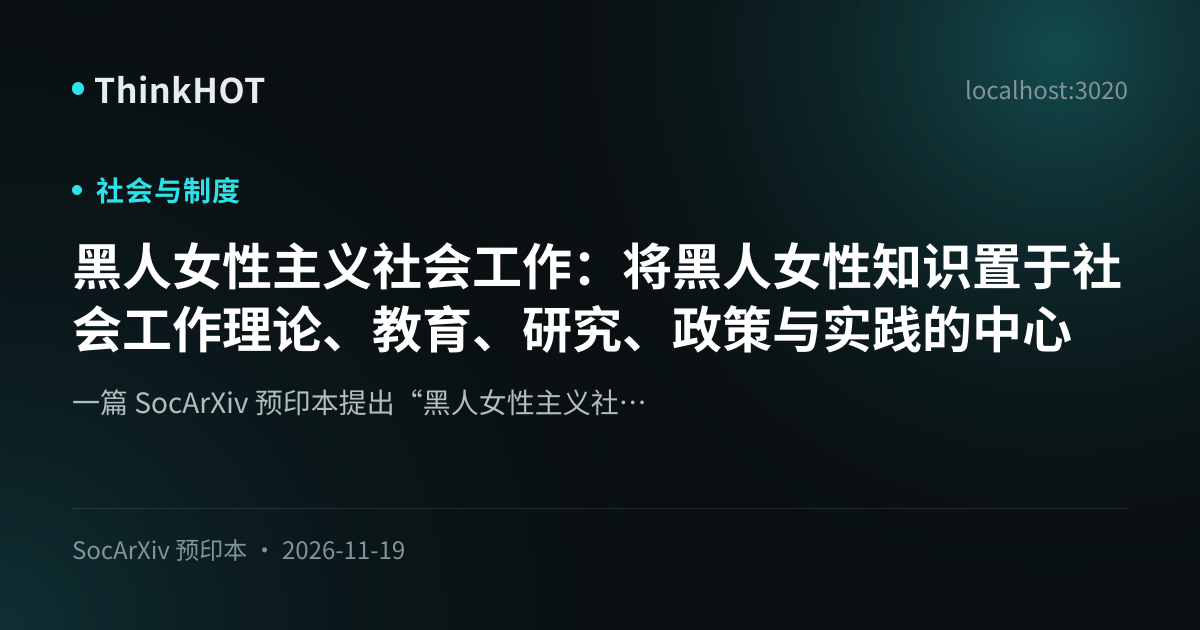 ThinkHOT
localhost:3020
社会与制度
黑人女性主义社会工作：将黑人女性知识置于社
会工作理论、教育、研究、政策与实践的中心
一篇 SocArXiv 预印本提出“黑人女性主义社…
SocArXiv 预印本 · 2026-11-19